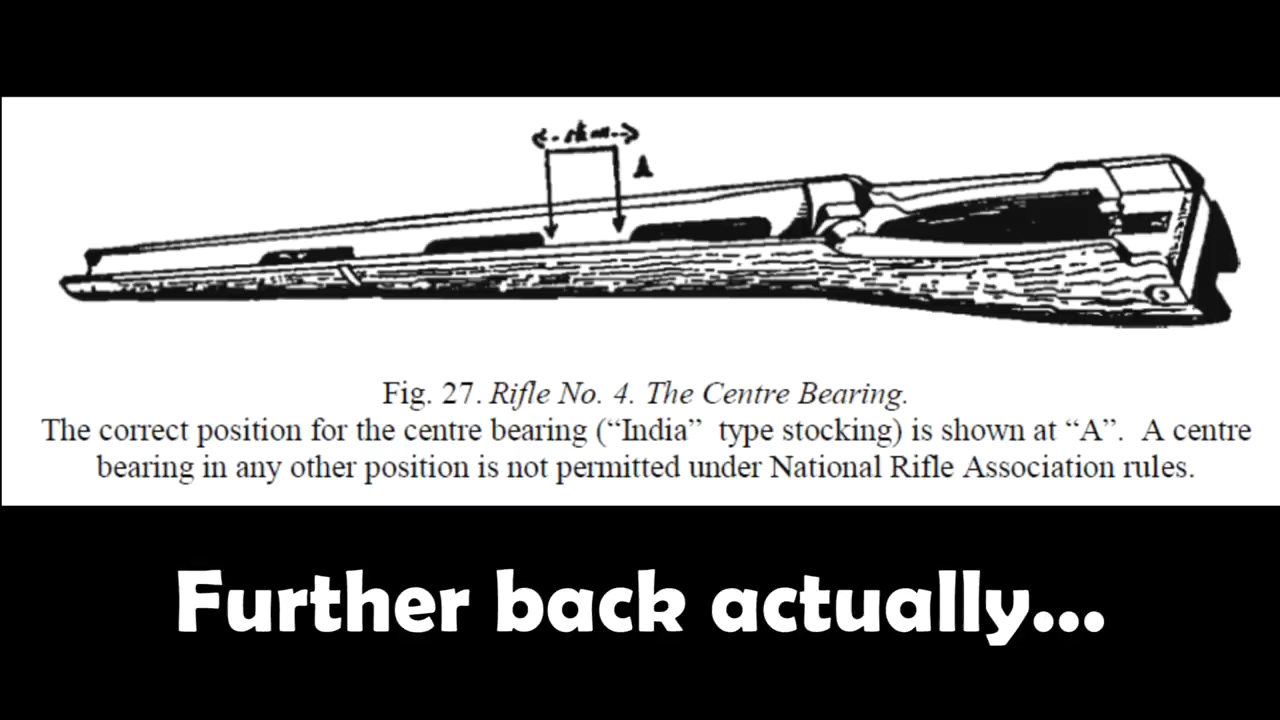 A
Fig. 27. Rifle No. 4. The Centre Bearing.
The correct position for the centre bearing (“India” type stocking) is shown at “A”. A centre
bearing in any other position is not permitted under National Rifle Association rules.
Further back actually...